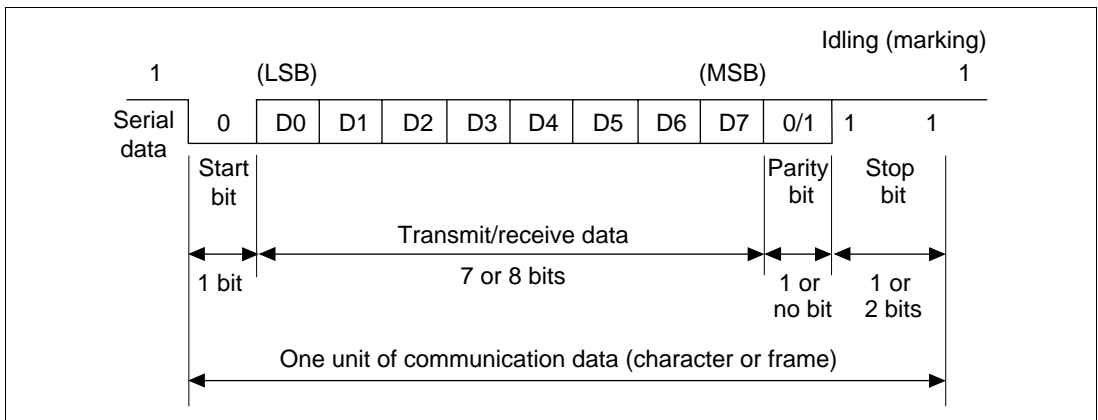 Idling (marking)
1 (LSB) (MSB) 1
Serial data
0 D0 D1 D2 D3 D4 D5 D6 D7 0/1 1 1
Start bit
Parity bit
Stop bit
Transmit/receive data
1 bit
7 or 8 bits
1 or no bit
1 or 2 bits
One unit of communication data (character or frame)